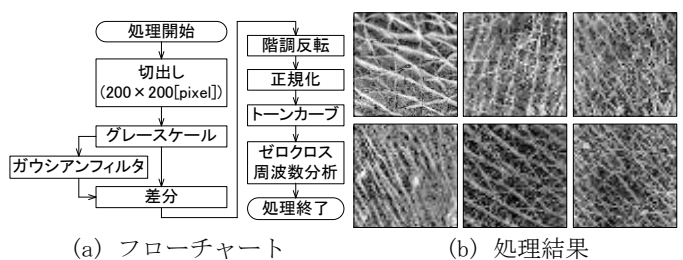 処理開始
切出し
(200×200[pixel])
グレースケール
ガウシアンフィルタ
差分
階調反転
正規化
トーンカーブ
ゼロクロス
周波数分析
処理終了
(a) フローチャート
(b) 処理結果